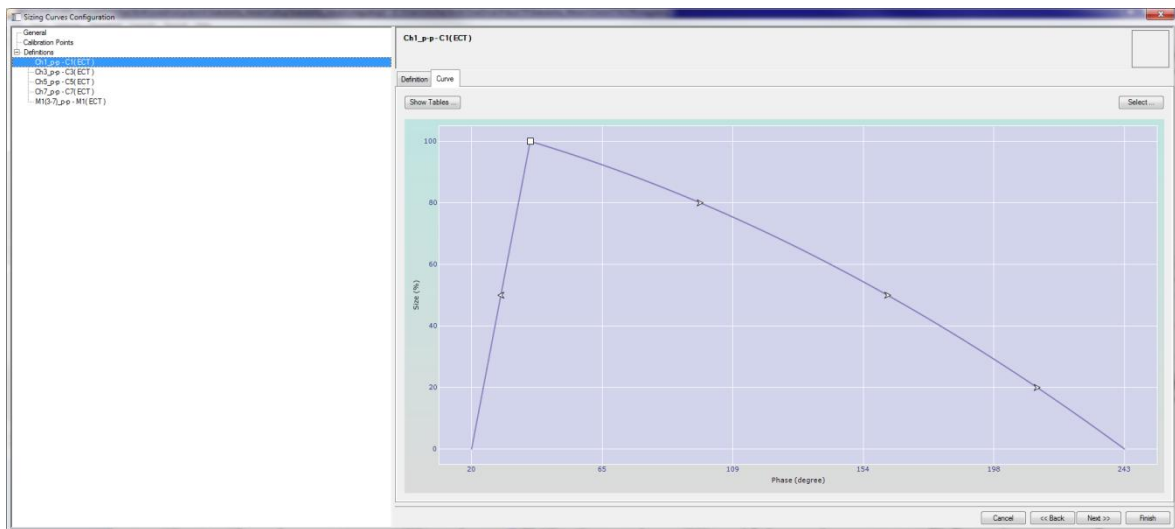 Sizing Curves Configuration
General
Calibration Points
Definitions
Ch1_p-p - C1( ECT )
Ch3_p-p - C3( ECT )
Ch5_p-p - C5( ECT )
Ch7_p-p - C7( ECT )
M1(3-7)_p-p - M1( ECT )
Ch1_p-p - C1( ECT )
Definition Curve
Show Tables ... Select ...
100
80
60
40
20
0
Size (%)
20 65 109 154 198 243
Phase (degree)
Cancel << Back Next >> Finish